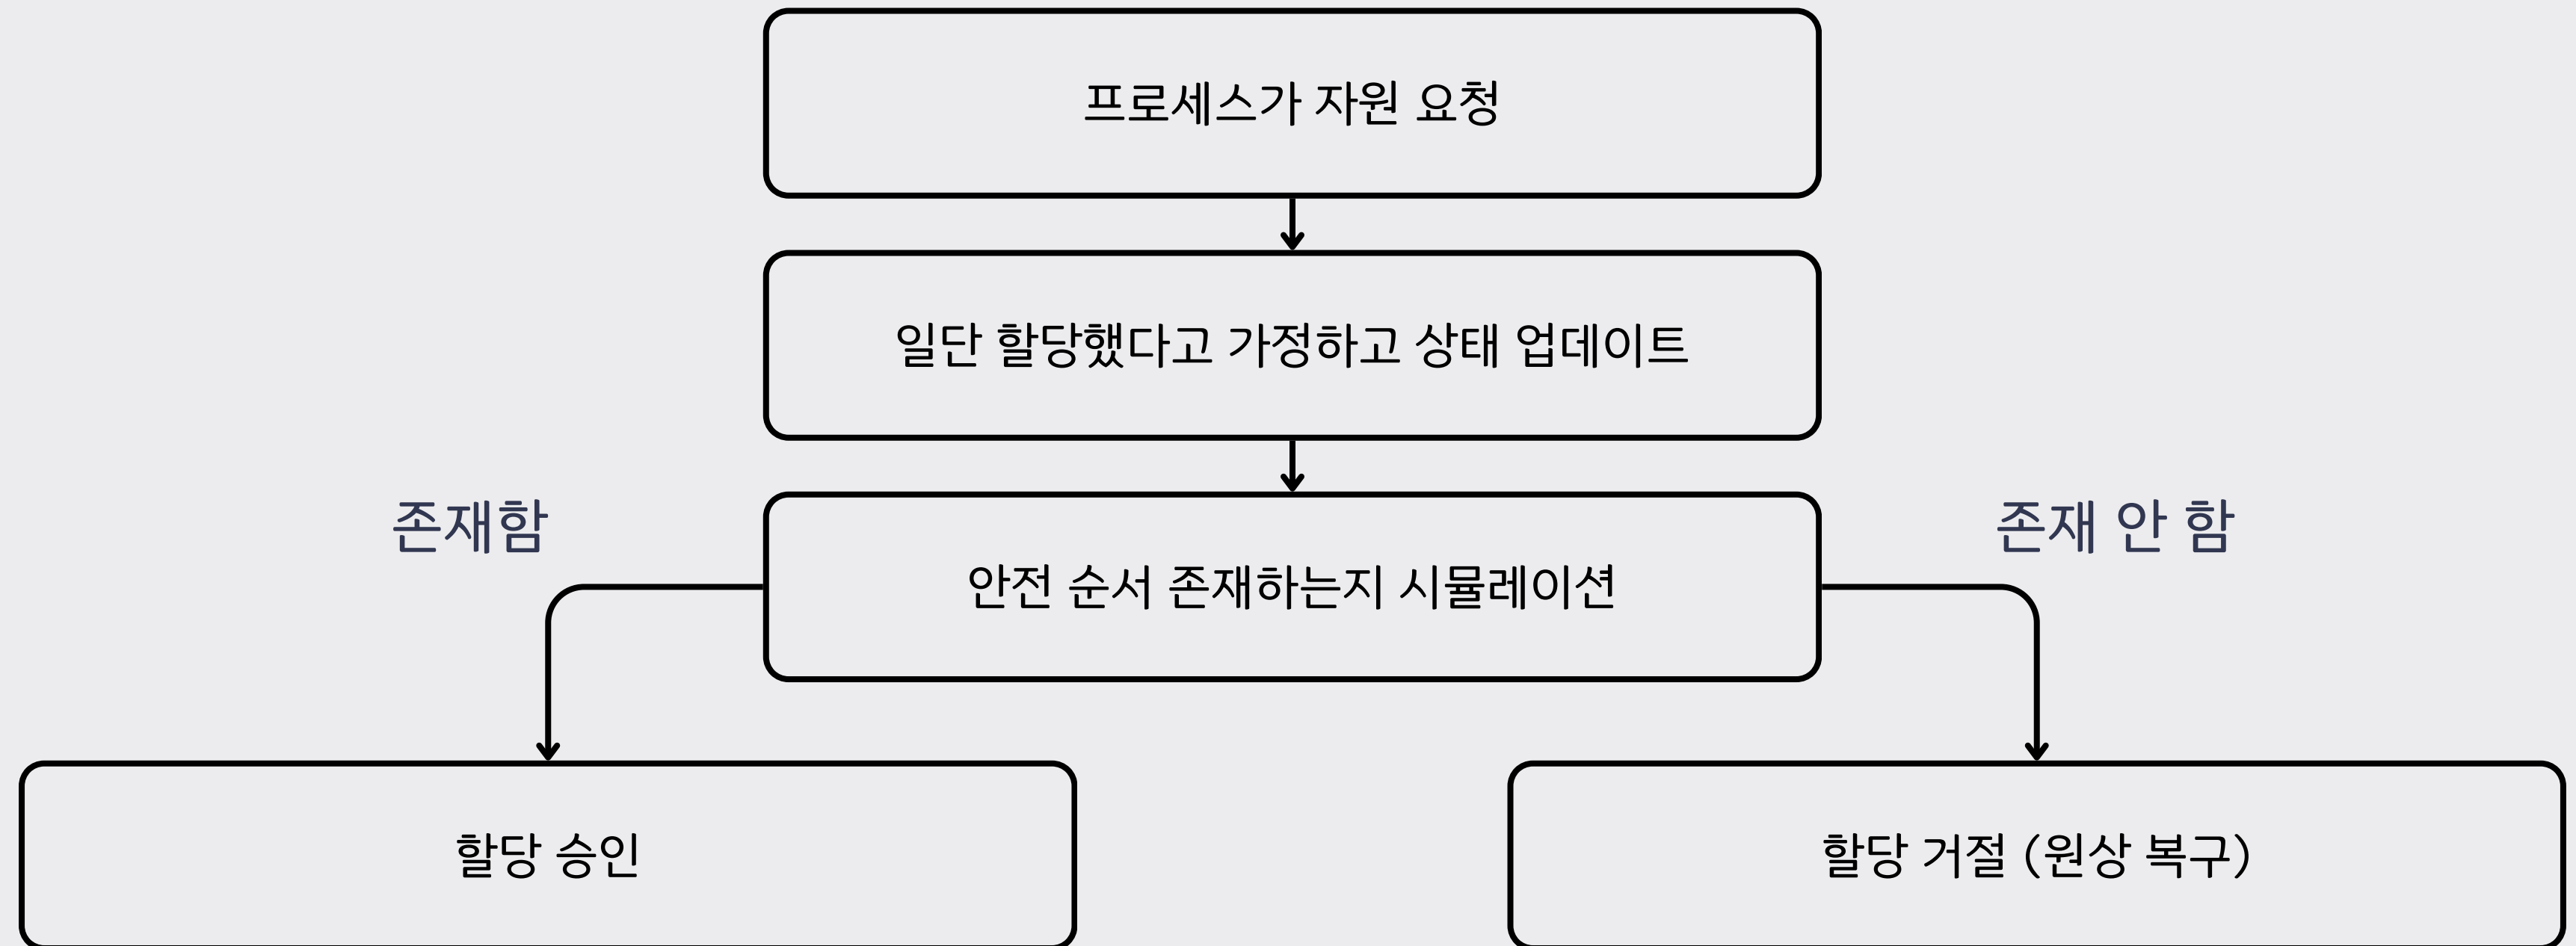 프로세스가 자원 요청
일단 할당했다고 가정하고 상태 업데이트
존재함
존재 안 함
안전 순서 존재하는지 시뮬레이션
할당 승인
할당 거절 (원상 복구)